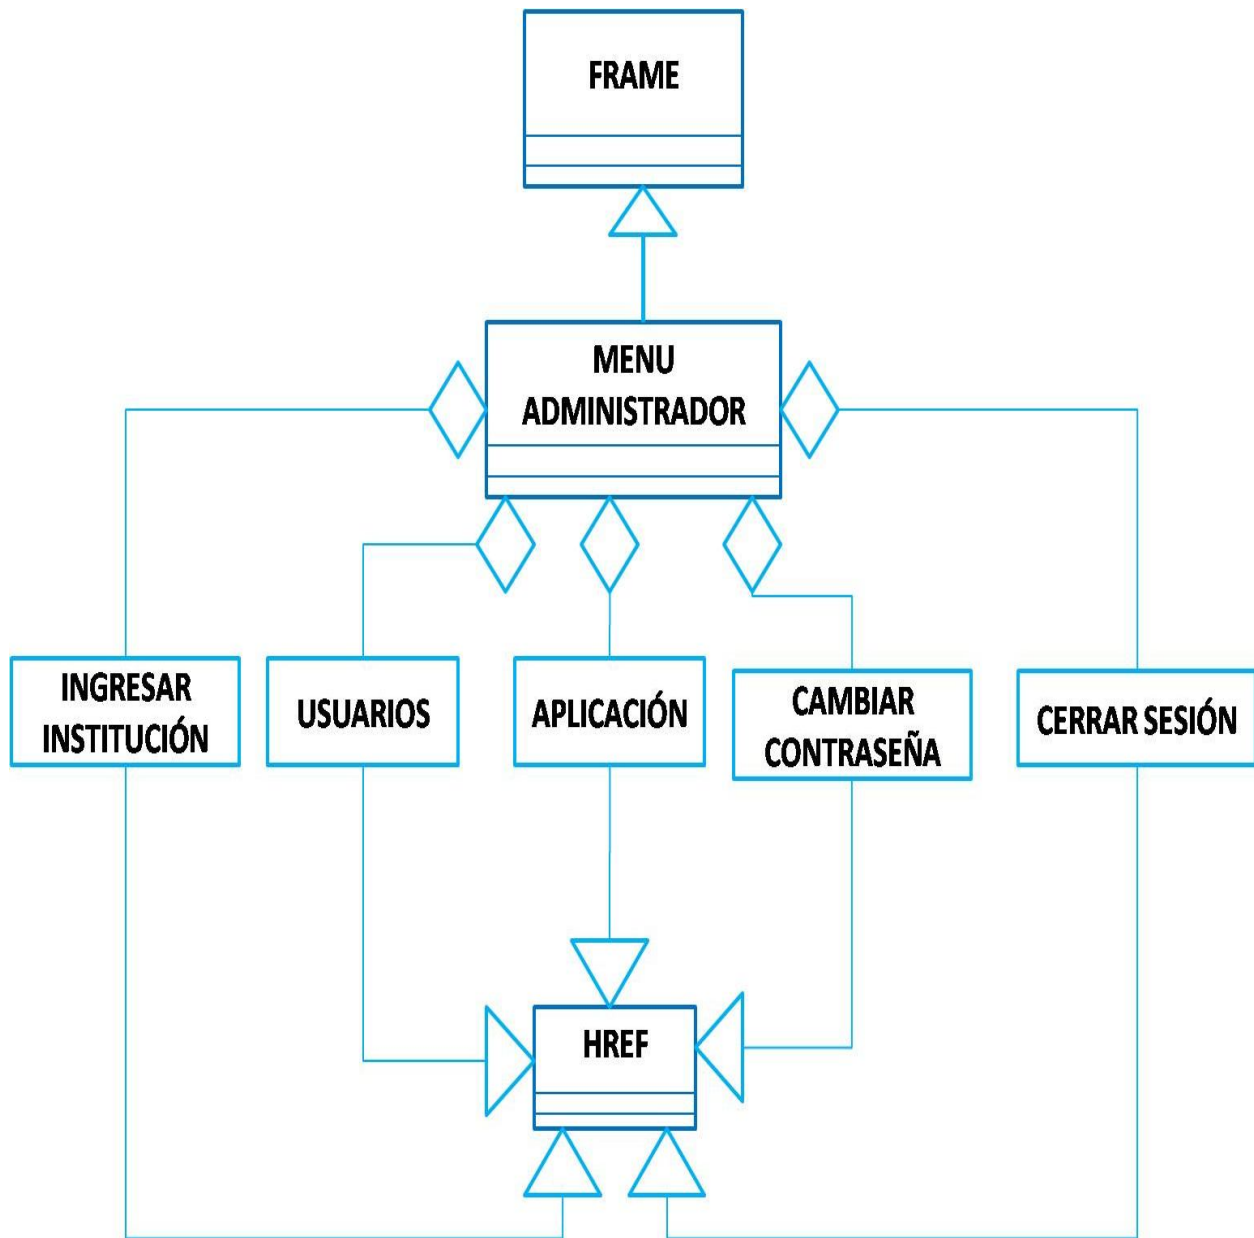 FRAME
MENU
ADMINISTRADOR
INGRESAR
INSTITUCIÓN
USUARIOS
APLICACIÓN
CAMBIAR
CONTRASEÑA
CERRAR SESIÓN
HREF